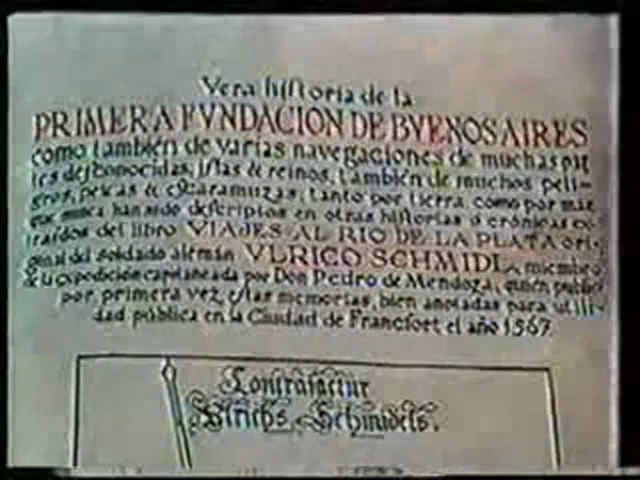 Vera historia de la
PRIMERA FVNDACION DE BVENOS AIRES
como también de varias navegaciones de muchas par
tes desconocidas, islas & reinos, también de muchos peli-
gros, peleas & escaramuzas, tanto por tierra como por mar
que nunca han sido descriptos en otras historias o crónicas ex-
traídos del libro VIAJES AL RIO DE LA PLATA ori-
ginal del soldado alemán VLRICO SCHMIDL, miembro
de la expedición capitaneada por Don Pedro de Mendoza, quien publicó
por primera vez estas memorias, bien anotadas para utili-
dad pública en la Ciudad de Francfort el año 1567.
Contrafactur
Ulrichs Schmidels.